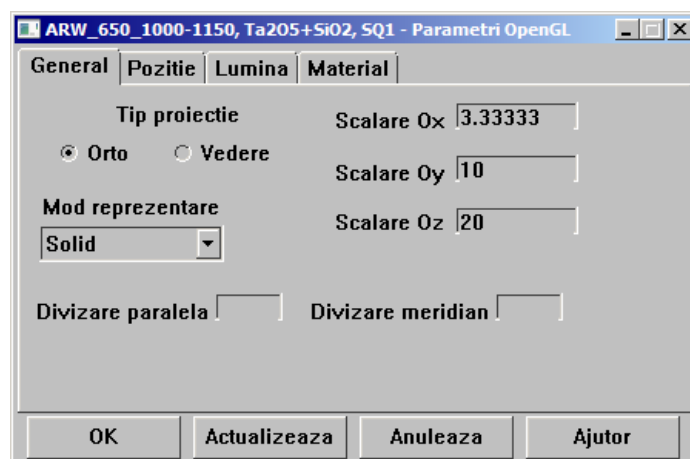 ARW_650_1000-1150, Ta2O5+SiO2, SQ1 - Parametri OpenGL
General Pozitie Lumina Material
Tip proiectie
Orto Vedere
Mod reprezentare
Solid
Scalare Ox 3.33333
Scalare Oy 10
Scalare Oz 20
Divizare paralela Divizare meridian
OK Actualizeaza Anuleaza Ajutor